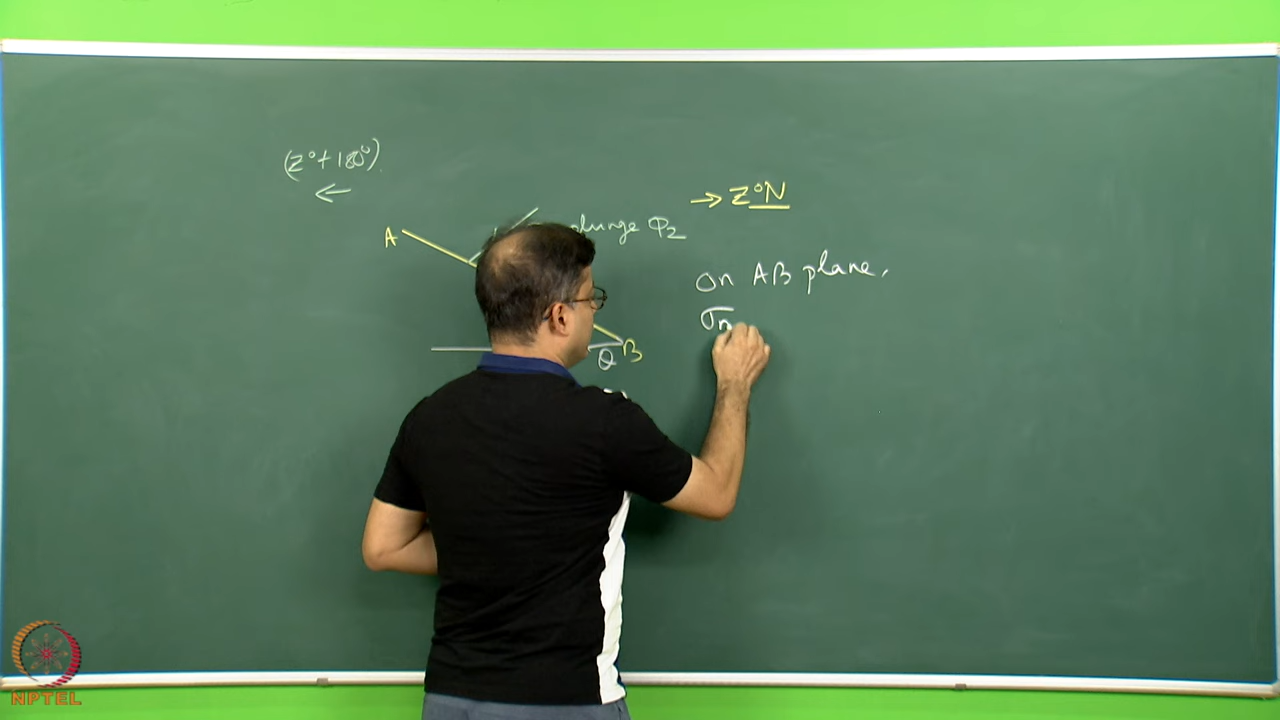 (Z°+180°).
←
→ Z°N
A
plunge φ2
on AB plane,
σn
B
θ
NPTEL